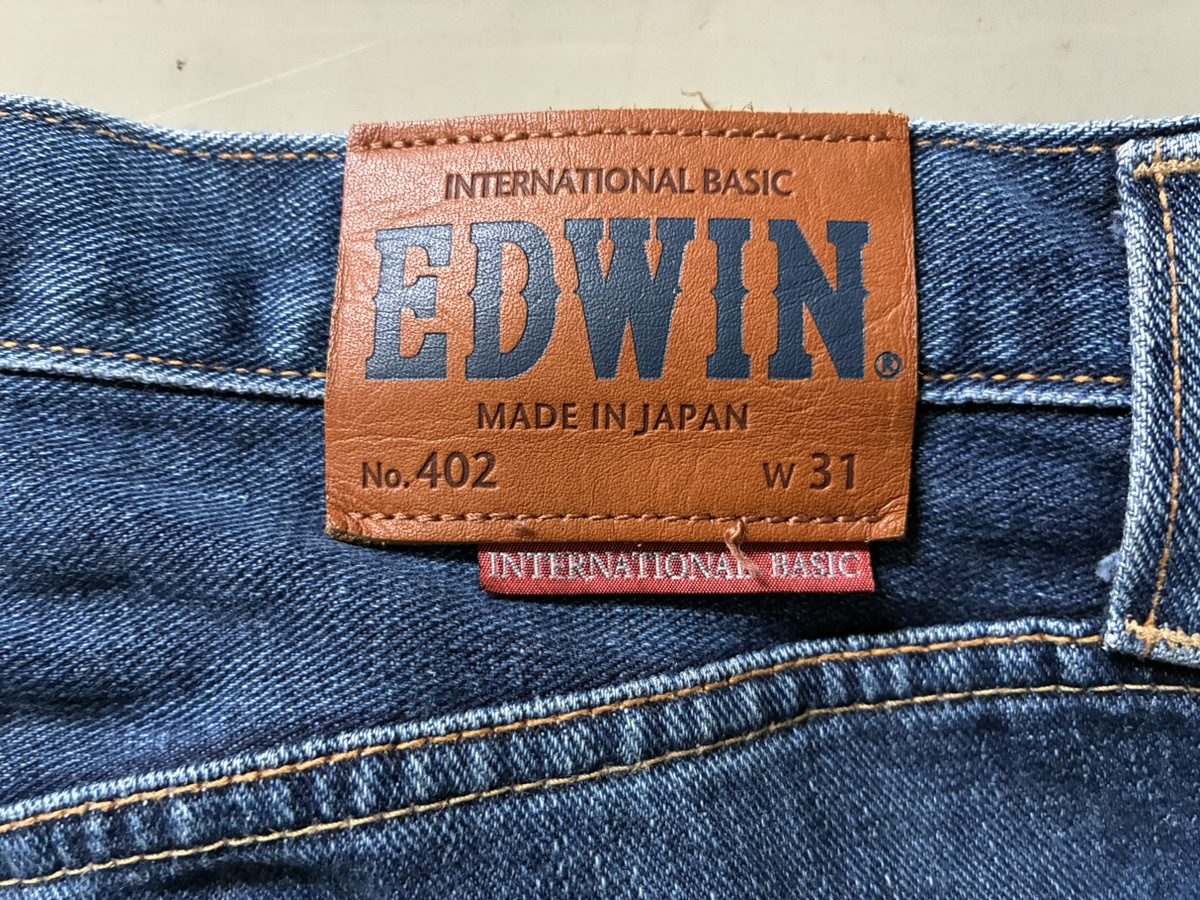 INTERNATIONAL BASIC
EDWIN®
MADE IN JAPAN
No. 402 W 31
INTERNATIONAL BASIC